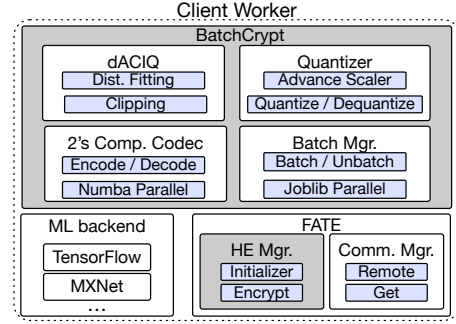 Client Worker
BatchCrypt
dACIQ
Dist. Fitting
Clipping
Quantizer
Advance Scaler
Quantize / Dequantize
2's Comp. Codec
Encode / Decode
Numba Parallel
Batch Mgr.
Batch / Unbatch
Joblib Parallel
ML backend
TensorFlow
MXNet
...
FATE
HE Mgr.
Initializer
Encrypt
Comm. Mgr.
Remote
Get